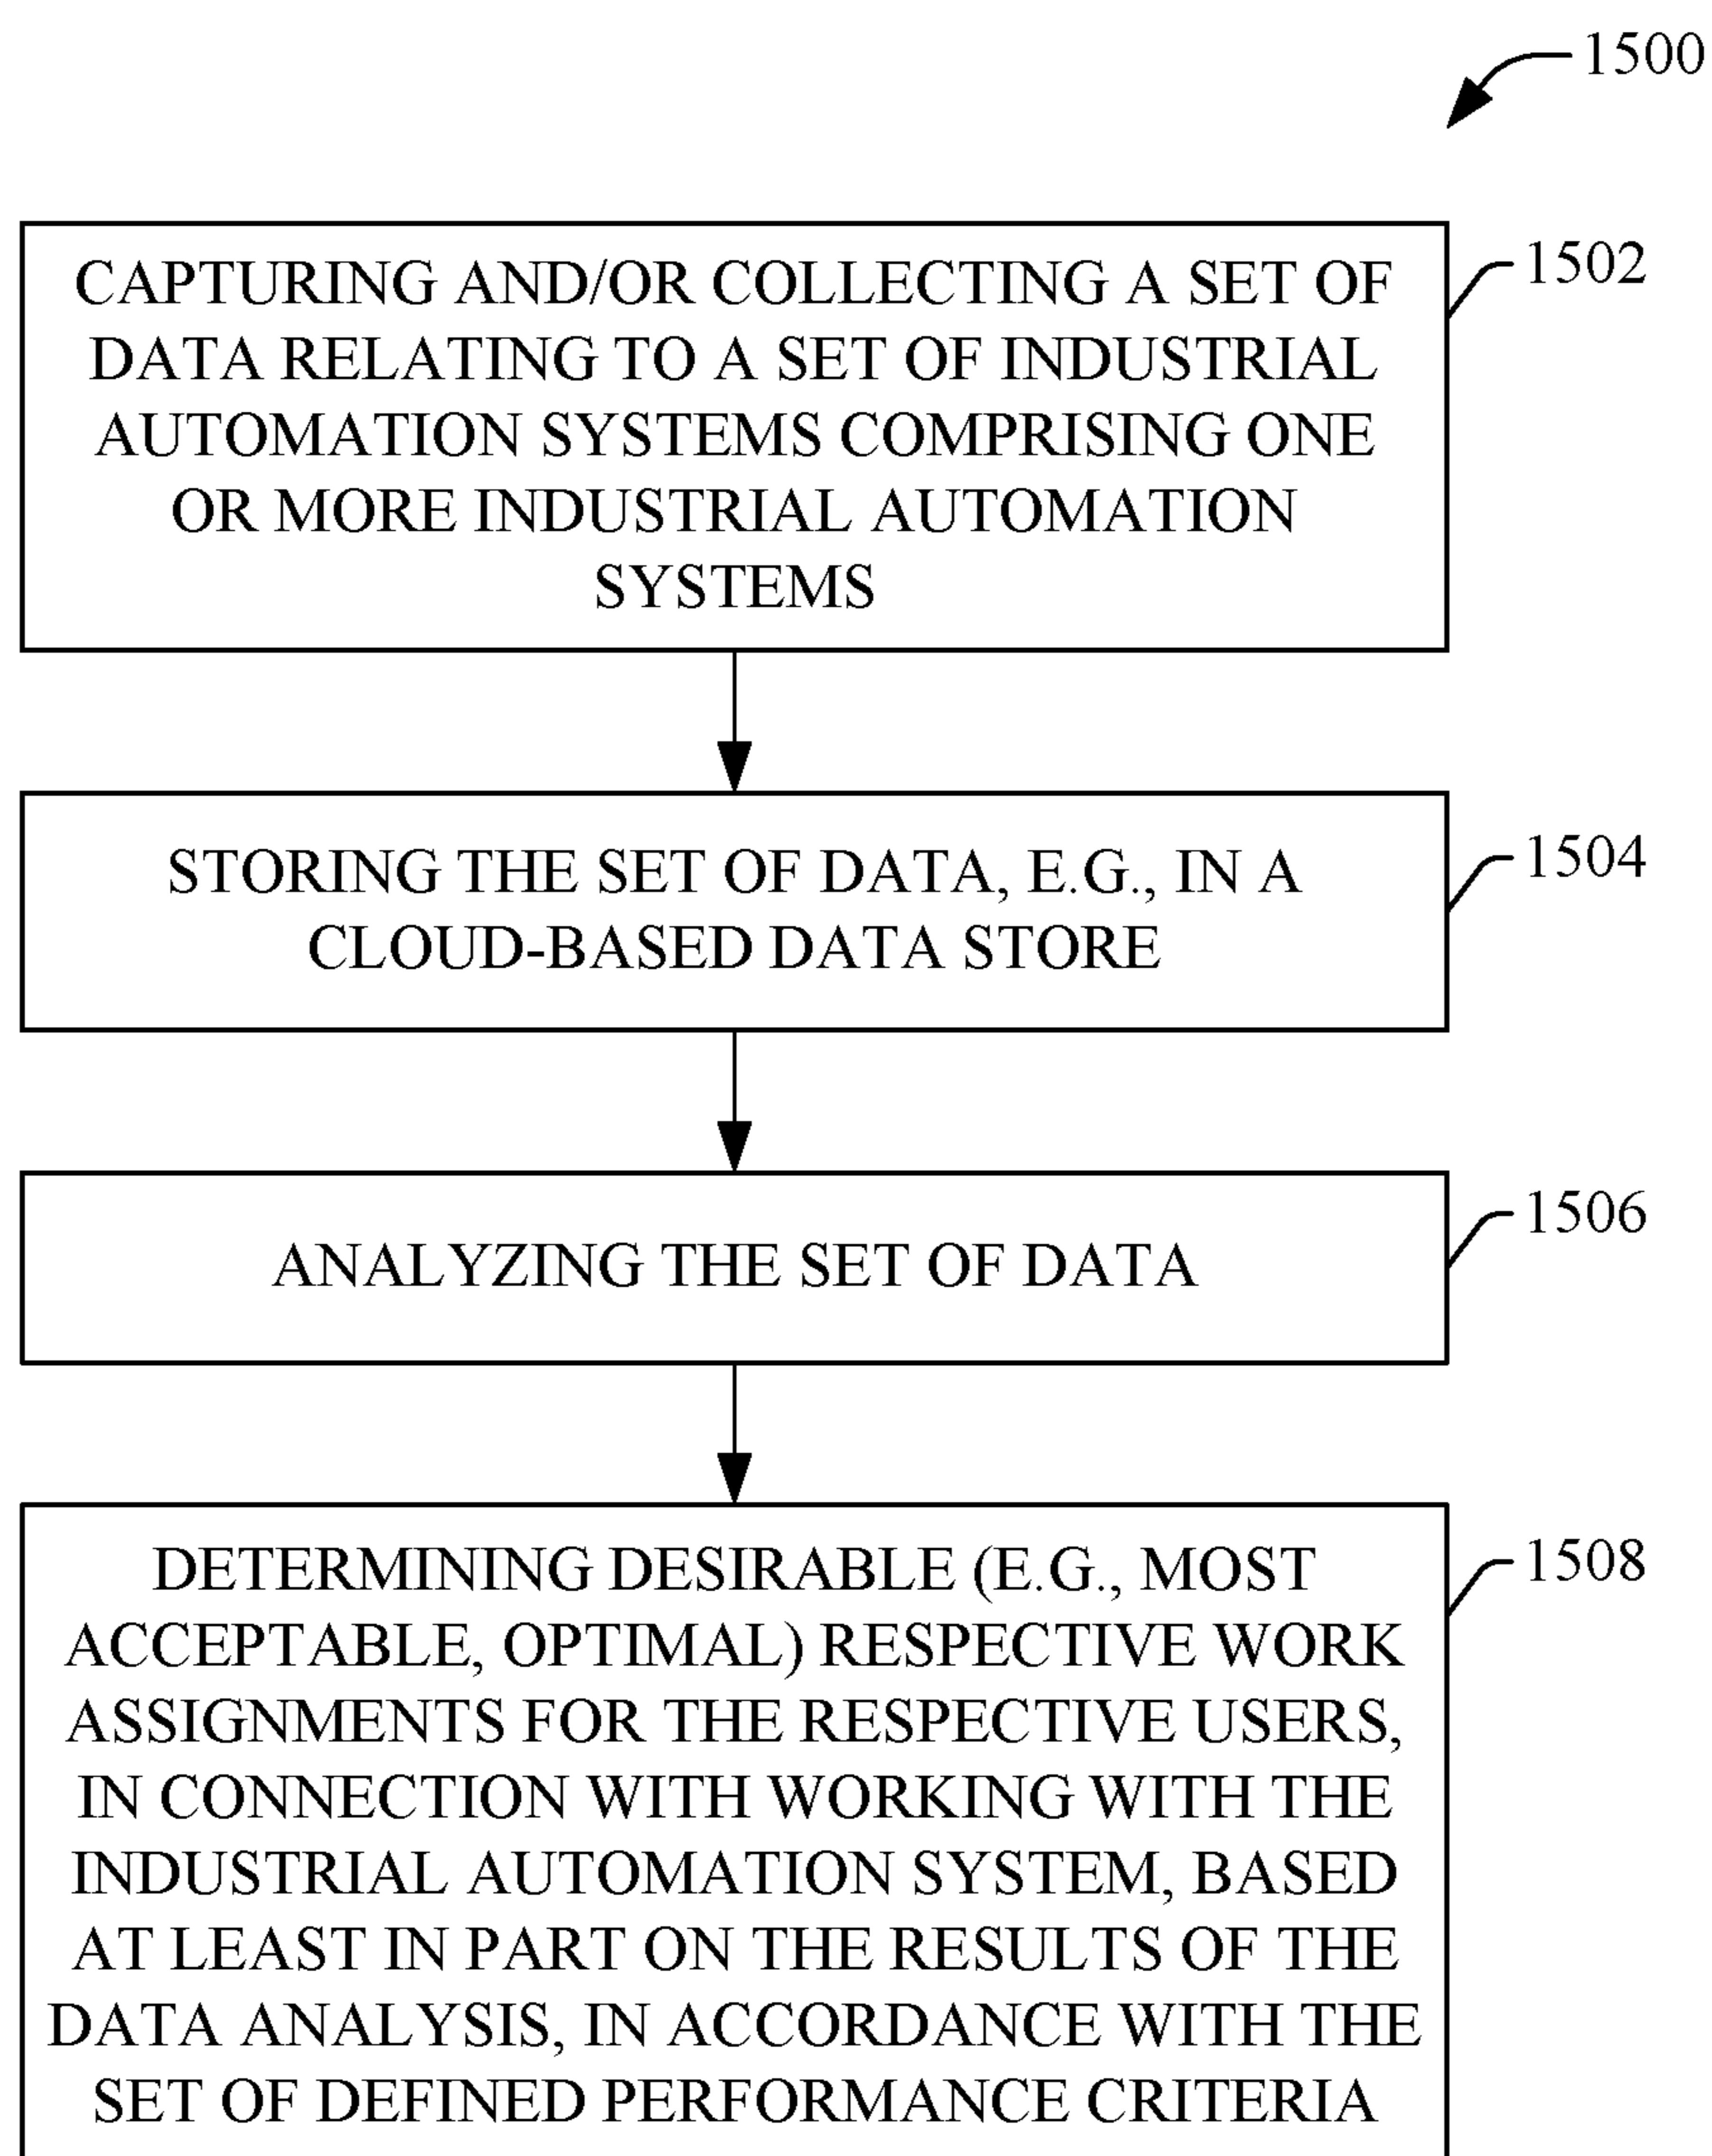 1500
CAPTURING AND/OR COLLECTING A SET OF
DATA RELATING TO A SET OF INDUSTRIAL
AUTOMATION SYSTEMS COMPRISING ONE
OR MORE INDUSTRIAL AUTOMATION
SYSTEMS
1502
STORING THE SET OF DATA, E.G., IN A
CLOUD-BASED DATA STORE
1504
ANALYZING THE SET OF DATA
1506
DETERMINING DESIRABLE (E.G., MOST
ACCEPTABLE, OPTIMAL) RESPECTIVE WORK
ASSIGNMENTS FOR THE RESPECTIVE USERS,
IN CONNECTION WITH WORKING WITH THE
INDUSTRIAL AUTOMATION SYSTEM, BASED
AT LEAST IN PART ON THE RESULTS OF THE
DATA ANALYSIS, IN ACCORDANCE WITH THE
SET OF DEFINED PERFORMANCE CRITERIA
1508